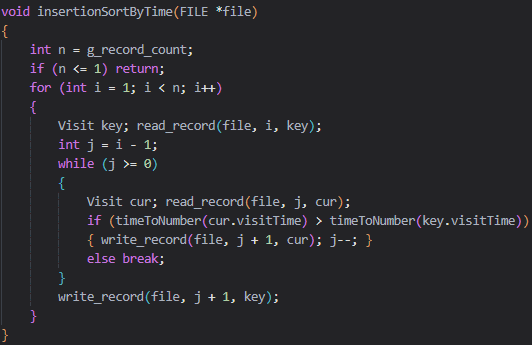 void insertionSortByTime(FILE *file)
{
    int n = g_record_count;
    if (n <= 1) return;
    for (int i = 1; i < n; i++)
    {
        Visit key; read_record(file, i, key);
        int j = i - 1;
        while (j >= 0)
        {
            Visit cur; read_record(file, j, cur);
            if (timeToNumber(cur.visitTime) > timeToNumber(key.visitTime))
            { write_record(file, j + 1, cur); j--; }
            else break;
        }
        write_record(file, j + 1, key);
    }
}